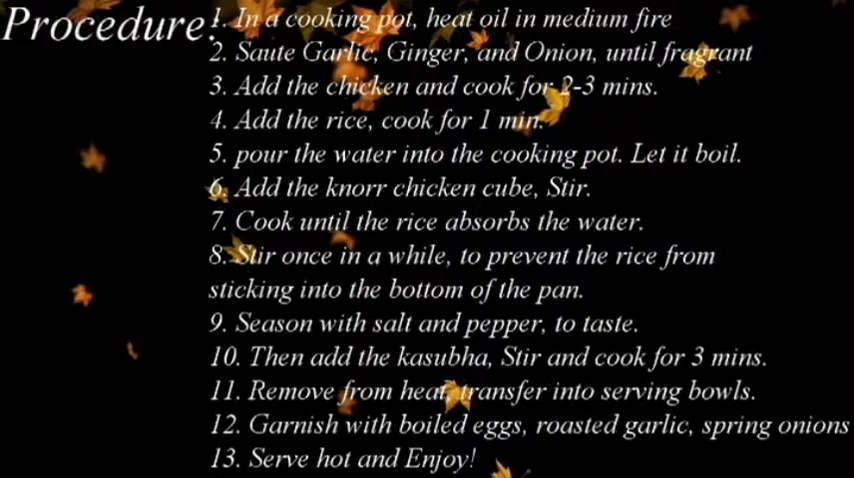 Procedure:
1. In a cooking pot, heat oil in medium fire
2. Saute Garlic, Ginger, and Onion, until fragrant
3. Add the chicken and cook for 2-3 mins.
4. Add the rice, cook for 1 min.
5. pour the water into the cooking pot. Let it boil.
6. Add the knorr chicken cube, Stir.
7. Cook until the rice absorbs the water.
8. Stir once in a while, to prevent the rice from
sticking into the bottom of the pan.
9. Season with salt and pepper, to taste.
10. Then add the kasubha, Stir and cook for 3 mins.
11. Remove from heat, transfer into serving bowls.
12. Garnish with boiled eggs, roasted garlic, spring onions
13. Serve hot and Enjoy!